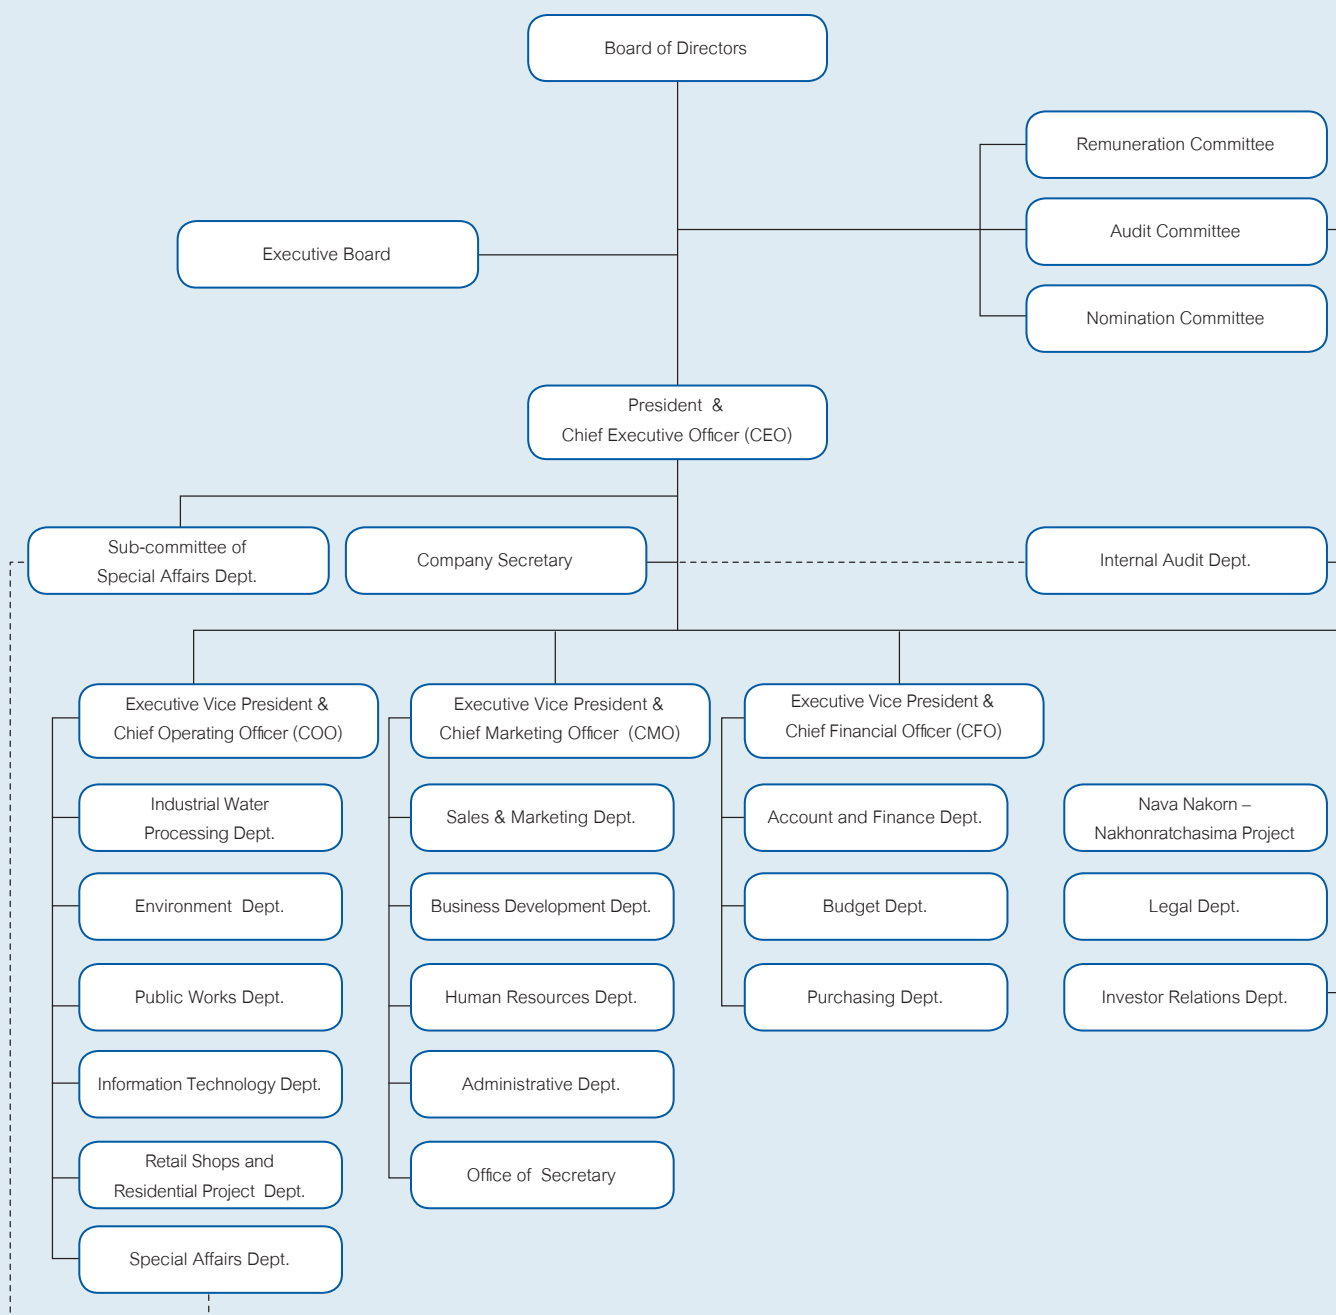 Board of Directors
Remuneration Committee
Audit Committee
Executive Board
Nomination Committee
President &
Chief Executive Officer (CEO)
Sub-committee of
Special Affairs Dept.
Company Secretary
Internal Audit Dept.
Executive Vice President &
Chief Operating Officer (COO)
Executive Vice President &
Chief Marketing Officer (CMO)
Executive Vice President &
Chief Financial Officer (CFO)
Industrial Water
Processing Dept.
Sales & Marketing Dept.
Account and Finance Dept.
Nava Nakorn –
Nakhonratchasima Project
Environment Dept.
Business Development Dept.
Budget Dept.
Legal Dept.
Public Works Dept.
Human Resources Dept.
Purchasing Dept.
Investor Relations Dept.
Information Technology Dept.
Administrative Dept.
Retail Shops and
Residential Project Dept.
Office of Secretary
Special Affairs Dept.